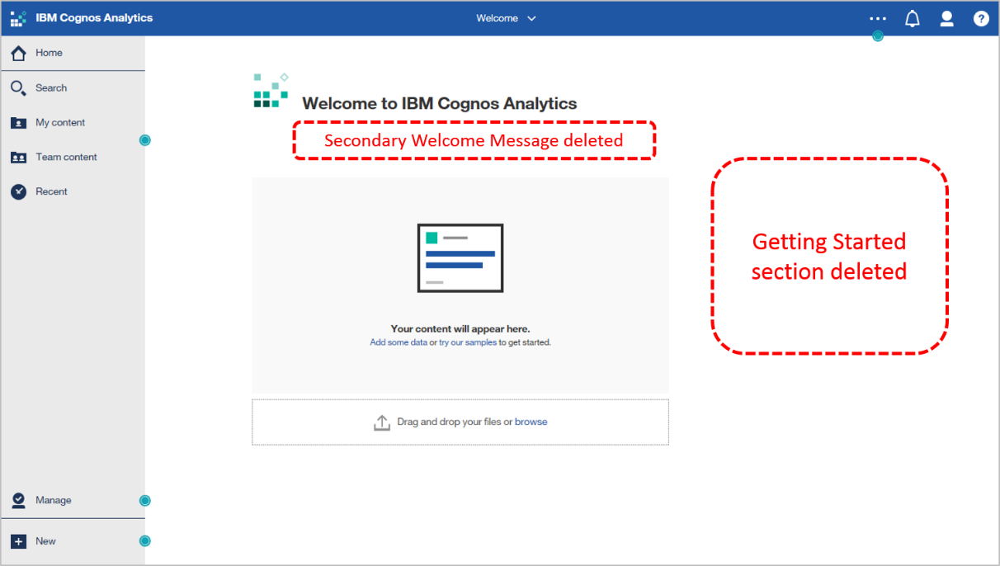 IBM Cognos Analytics
Welcome
?
Home
Search
My content
Team content
Recent
Manage
New
Welcome to IBM Cognos Analytics
Secondary Welcome Message deleted
Your content will appear here.
Add some data or try our samples to get started.
Drag and drop your files or browse
Getting Started
section deleted